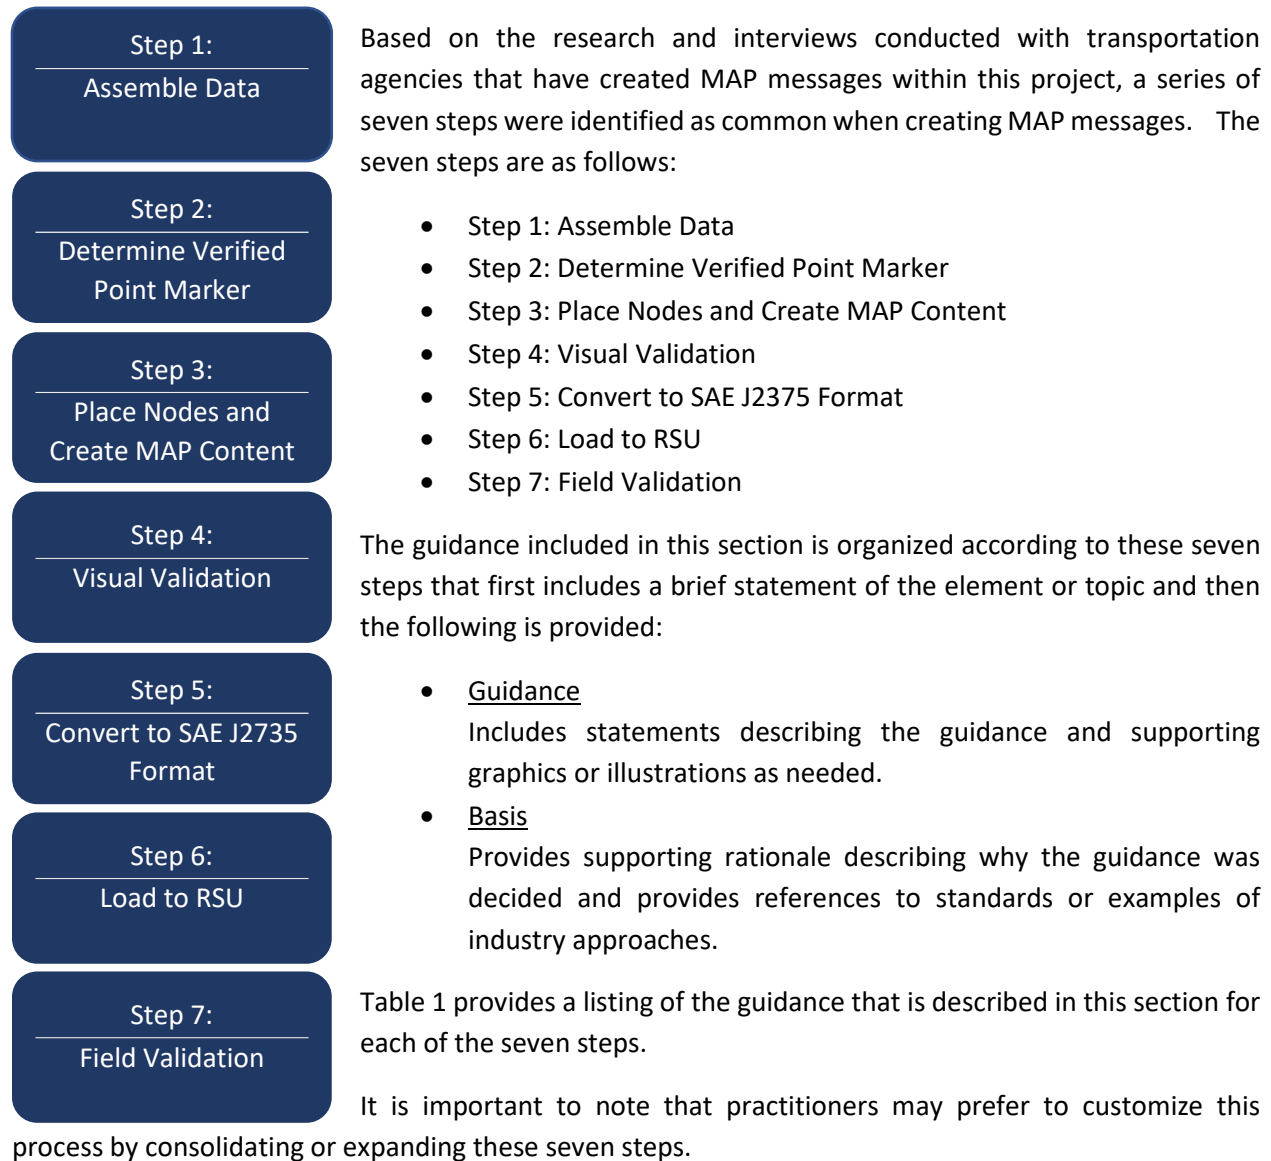 Step 1:
Assemble Data
Step 2:
Determine Verified
Point Marker
Step 3:
Place Nodes and
Create MAP Content
Step 4:
Visual Validation
Step 5:
Convert to SAE J2735
Format
Step 6:
Load to RSU
Step 7:
Field Validation
Based on the research and interviews conducted with transportation
agencies that have created MAP messages within this project, a series of
seven steps were identified as common when creating MAP messages. The
seven steps are as follows:
• Step 1: Assemble Data
• Step 2: Determine Verified Point Marker
• Step 3: Place Nodes and Create MAP Content
• Step 4: Visual Validation
• Step 5: Convert to SAE J2375 Format
• Step 6: Load to RSU
• Step 7: Field Validation
The guidance included in this section is organized according to these seven
steps that first includes a brief statement of the element or topic and then
the following is provided:
• Guidance
Includes statements describing the guidance and supporting
graphics or illustrations as needed.
• Basis
Provides supporting rationale describing why the guidance was
decided and provides references to standards or examples of
industry approaches.
Table 1 provides a listing of the guidance that is described in this section for
each of the seven steps.
It is important to note that practitioners may prefer to customize this
process by consolidating or expanding these seven steps.